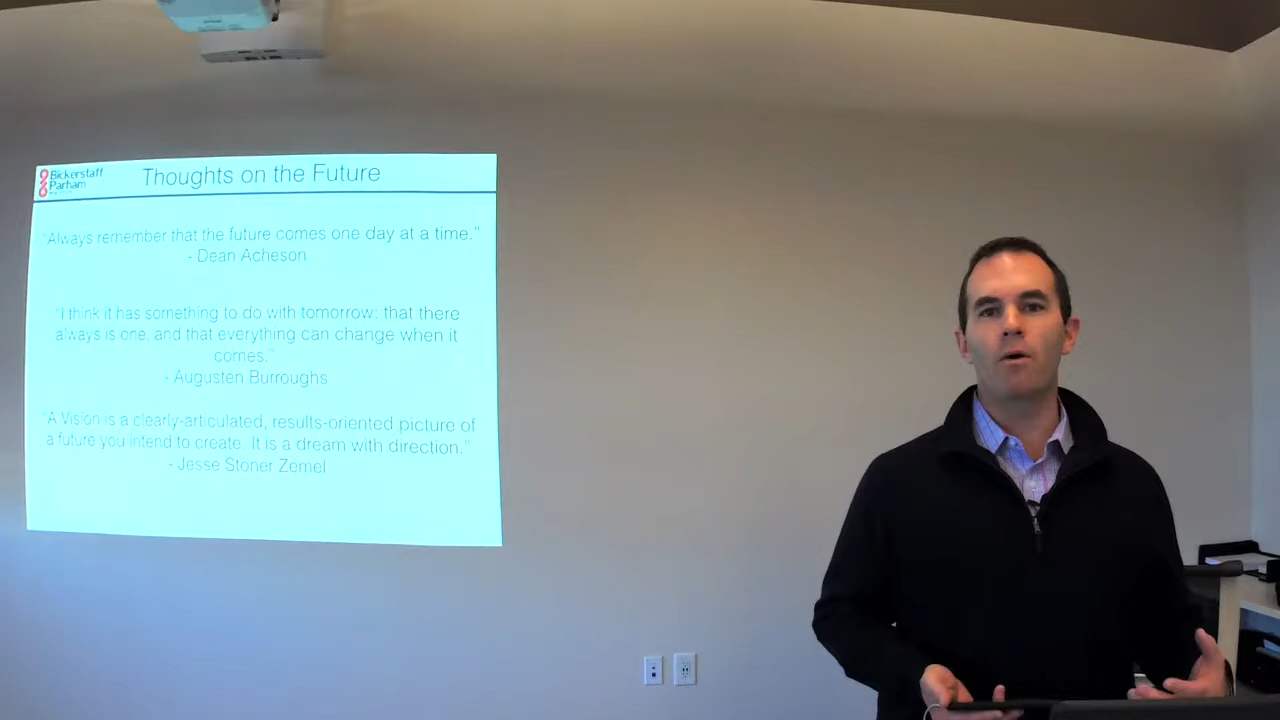 Bickerstaff
Parham
Thoughts on the Future
"Always remember that the future comes one day at a time."
- Dean Acheson
"I think it has something to do with tomorrow: that there
always is one, and that everything can change when it
comes."
- Augusten Burroughs
"A Vision is a clearly-articulated, results-oriented picture of
a future you intend to create. It is a dream with direction."
- Jesse Stoner Zemel